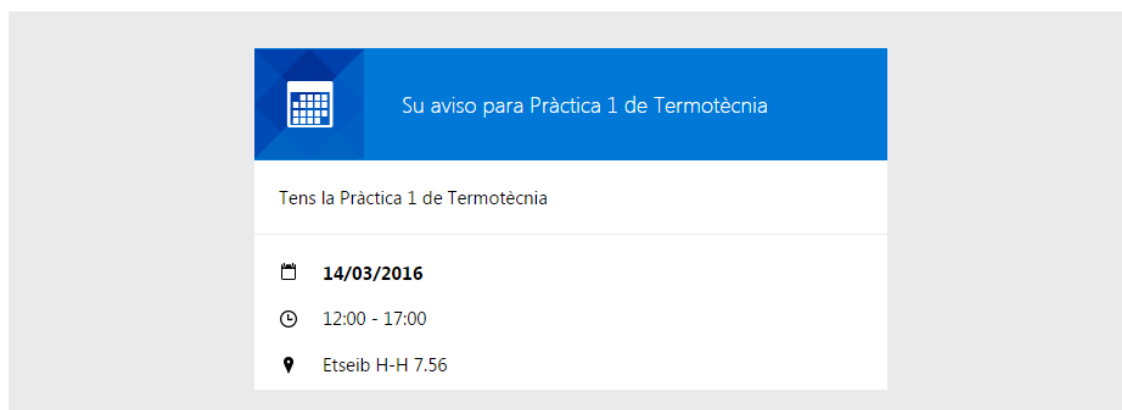 Su aviso para Pràctica 1 de Termotècnia
Tens la Pràctica 1 de Termotècnia
14/03/2016
12:00 - 17:00
Etseib H-H 7.56